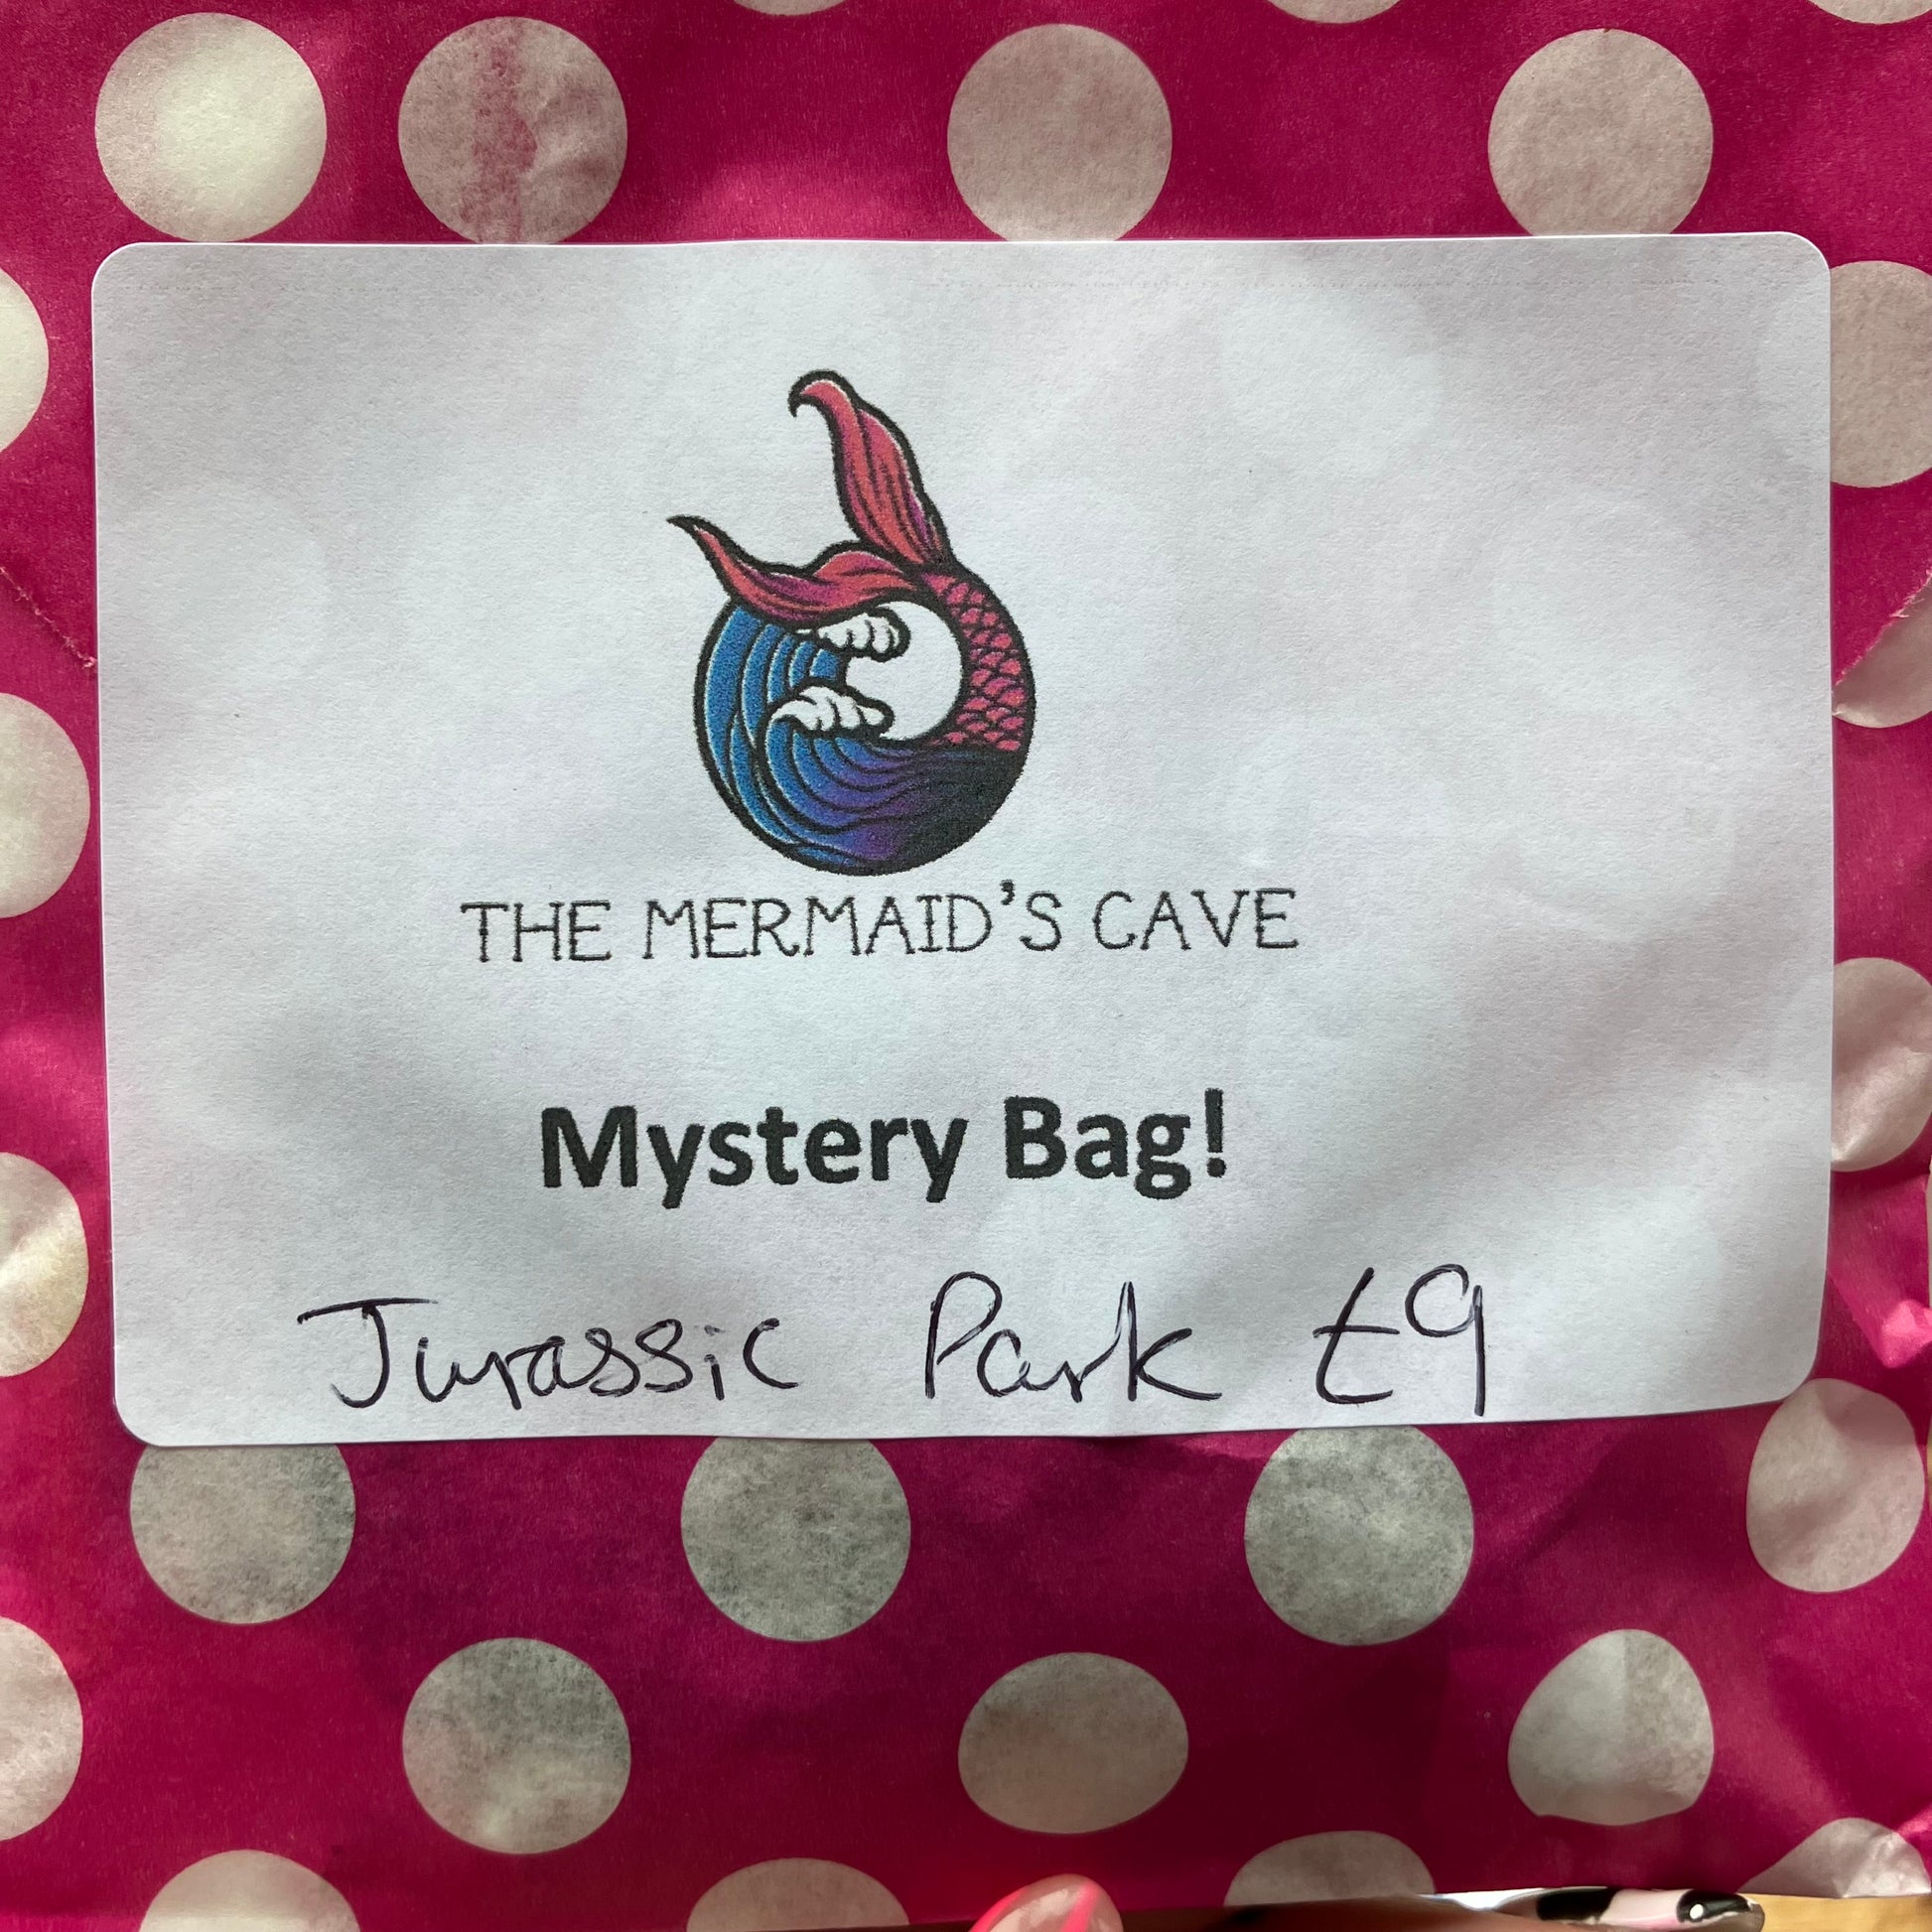 THE MERMAID'S CAVE
Mystery Bag!
Jurassic Park £9